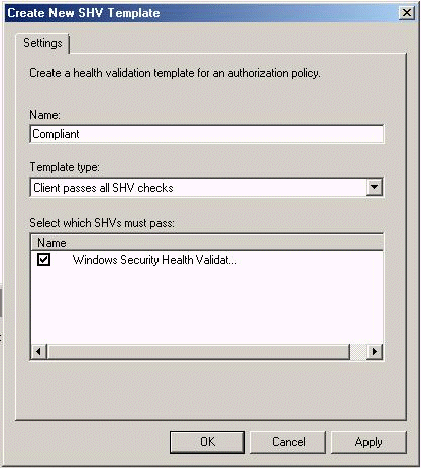 Create New SHV Template
Settings
Create a health validation template for an authorization policy.
Name:
Compliant
Template type:
Client passes all SHV checks
Select which SHVs must pass:
Name
Windows Security Health Validat...
OK Cancel Apply